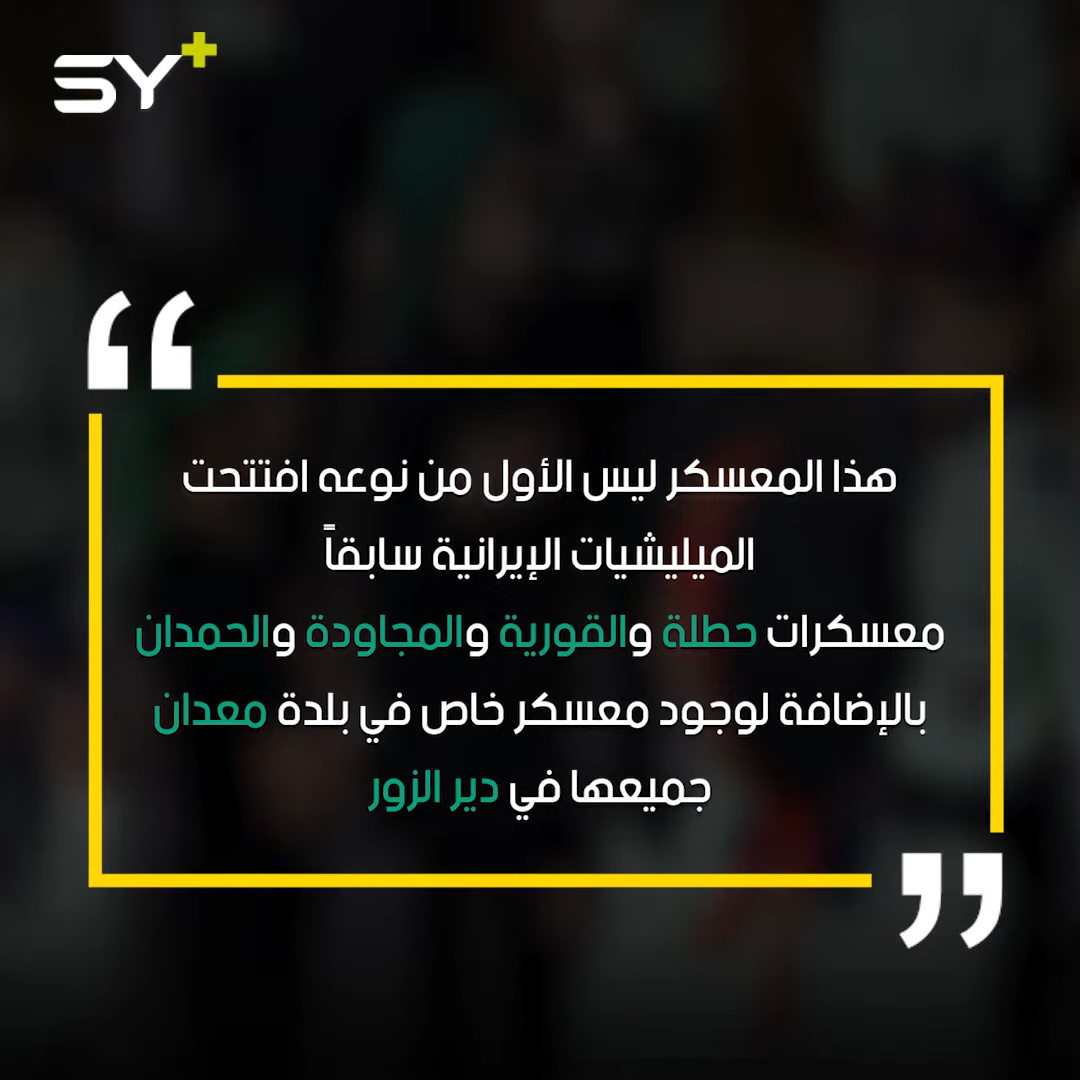 SY+
هذا المعسكر ليس الأول من نوعه افتتحت
الميليشيات الإيرانية سابقاً
معسكرات حطلة والقورية والمجاودة والحمدان
بالإضافة لوجود معسكر خاص في بلدة معدان
جميعها في دير الزور